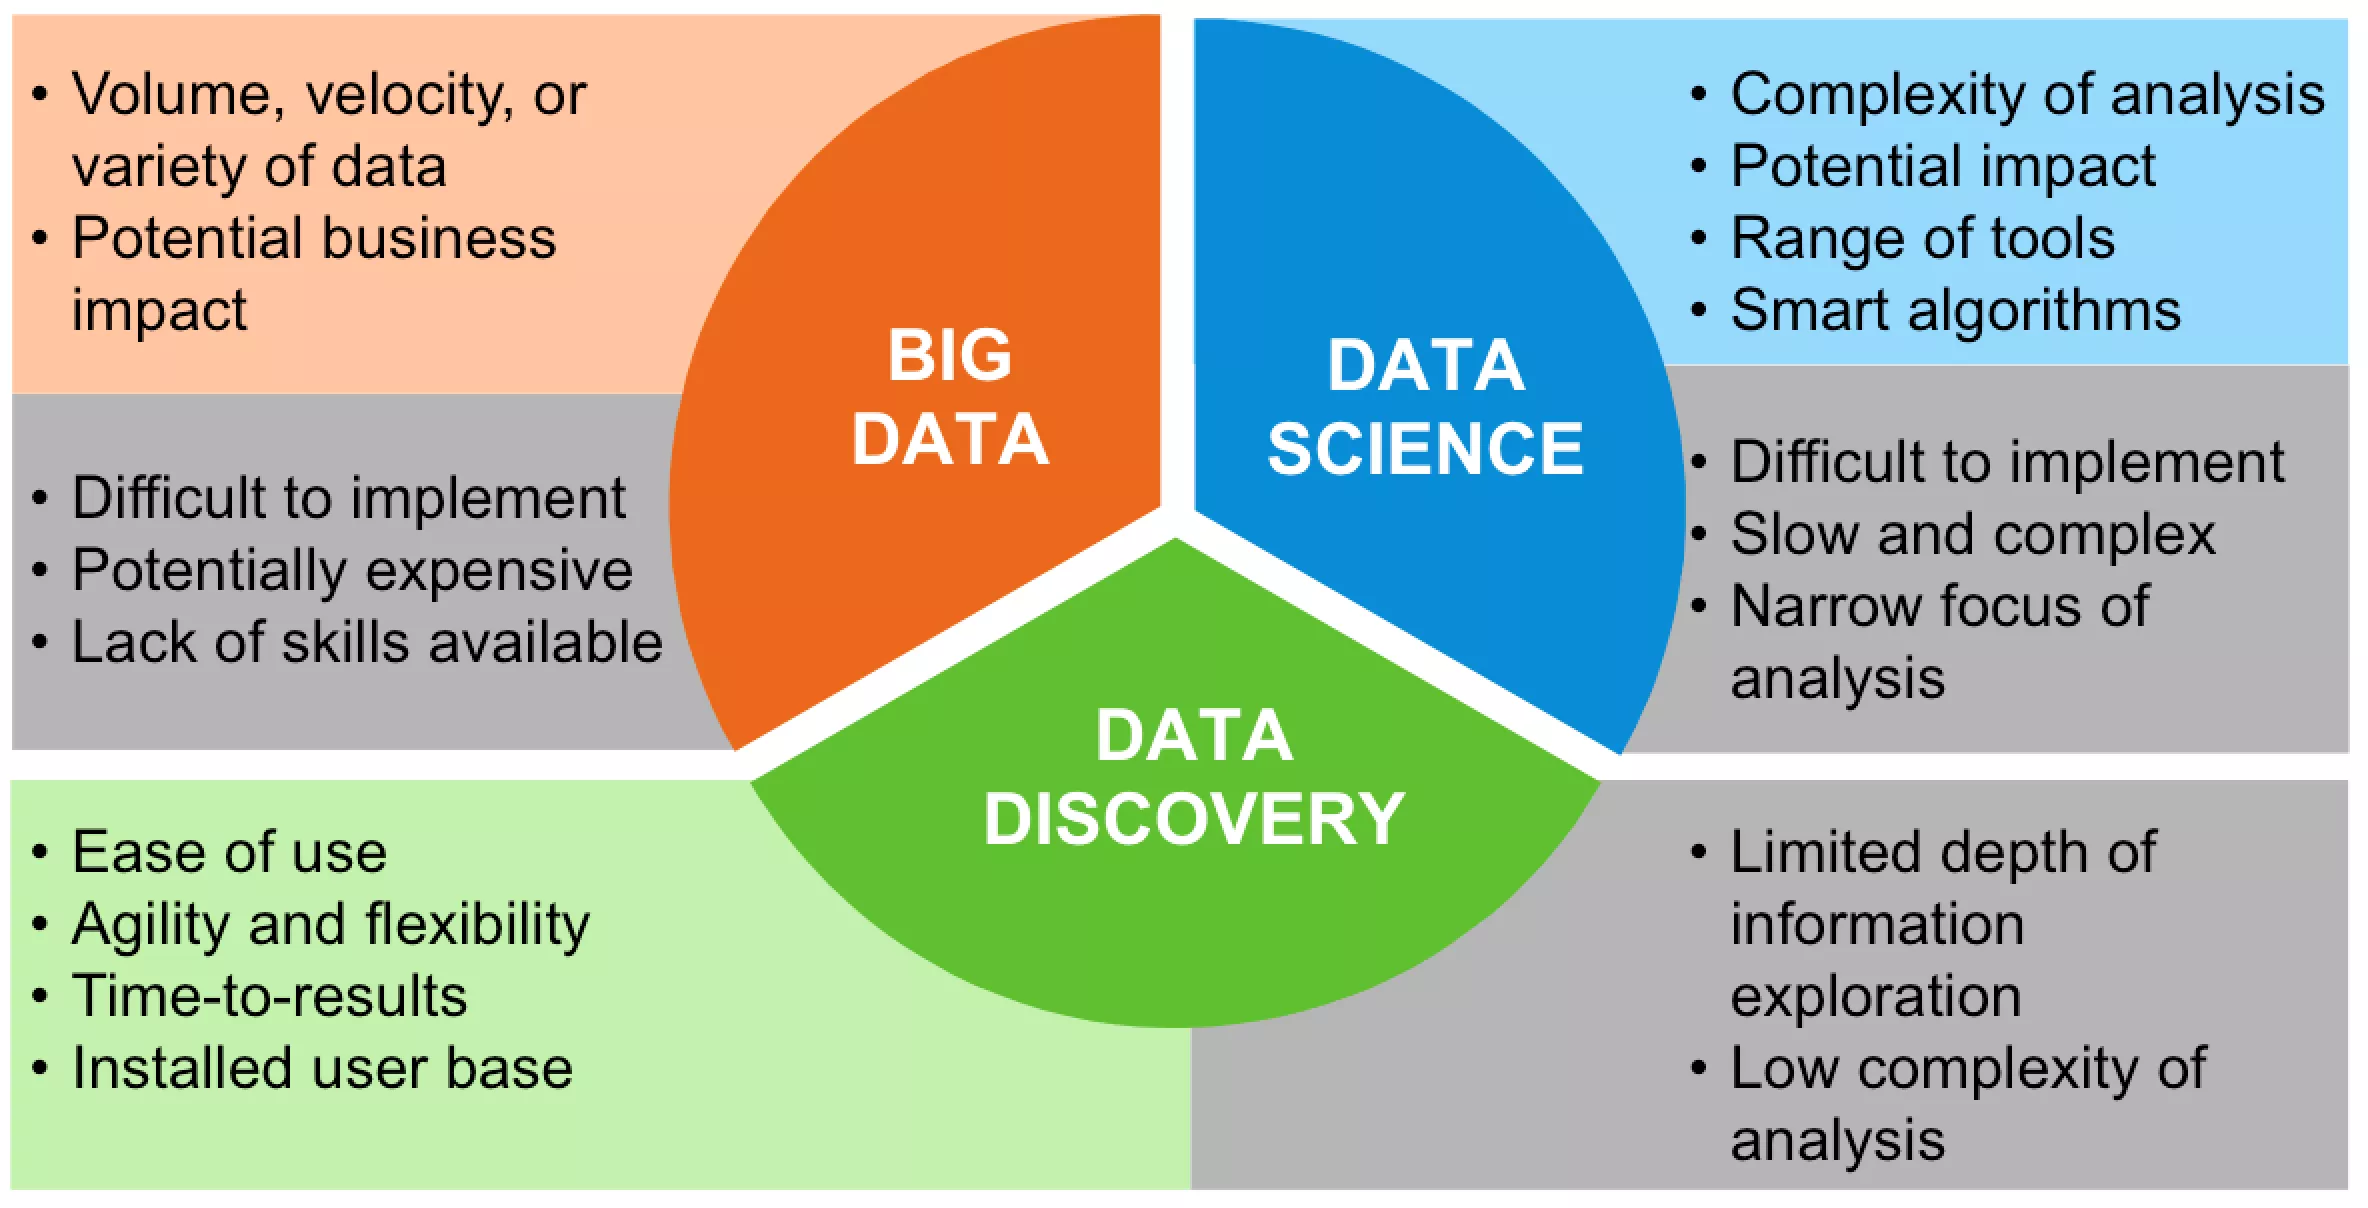 • Volume, velocity, or
variety of data
• Potential business
impact
• Difficult to implement
• Potentially expensive
• Lack of skills available
BIG
DATA
DATA
SCIENCE
• Complexity of analysis
• Potential impact
• Range of tools
• Smart algorithms
• Difficult to implement
• Slow and complex
• Narrow focus of
analysis
DATA
DISCOVERY
• Ease of use
• Agility and flexibility
• Time-to-results
• Installed user base
• Limited depth of
information
exploration
• Low complexity of
analysis